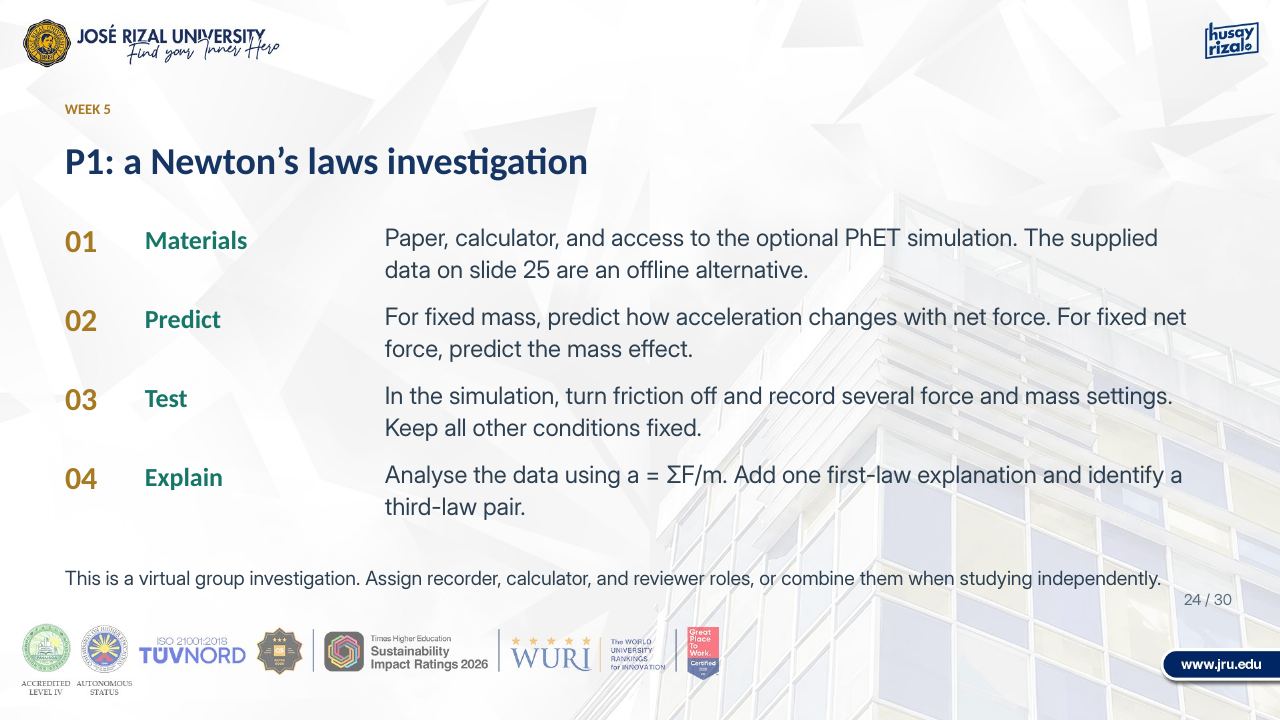 JOSÉ RIZAL UNIVERSITY
Find your Inner Hero
husay
rizal
WEEK 5
P1: a Newton’s laws investigation
01
Materials
Paper, calculator, and access to the optional PhET simulation. The supplied
data on slide 25 are an offline alternative.
02
Predict
For fixed mass, predict how acceleration changes with net force. For fixed net
force, predict the mass effect.
03
Test
In the simulation, turn friction off and record several force and mass settings.
Keep all other conditions fixed.
04
Explain
Analyse the data using a = ΣF/m. Add one first-law explanation and identify a
third-law pair.
This is a virtual group investigation. Assign recorder, calculator, and reviewer roles, or combine them when studying independently.
24 / 30
ACCREDITED
LEVEL IV
AUTONOMOUS
STATUS
ISO 21001:2018
TÜVNORD
Times Higher Education
Sustainability
Impact Ratings 2026
WURI
The WORLD
UNIVERSITY
RANKINGS
for INNOVATION
Great
Place
To
Work.
Certified
www.jru.edu